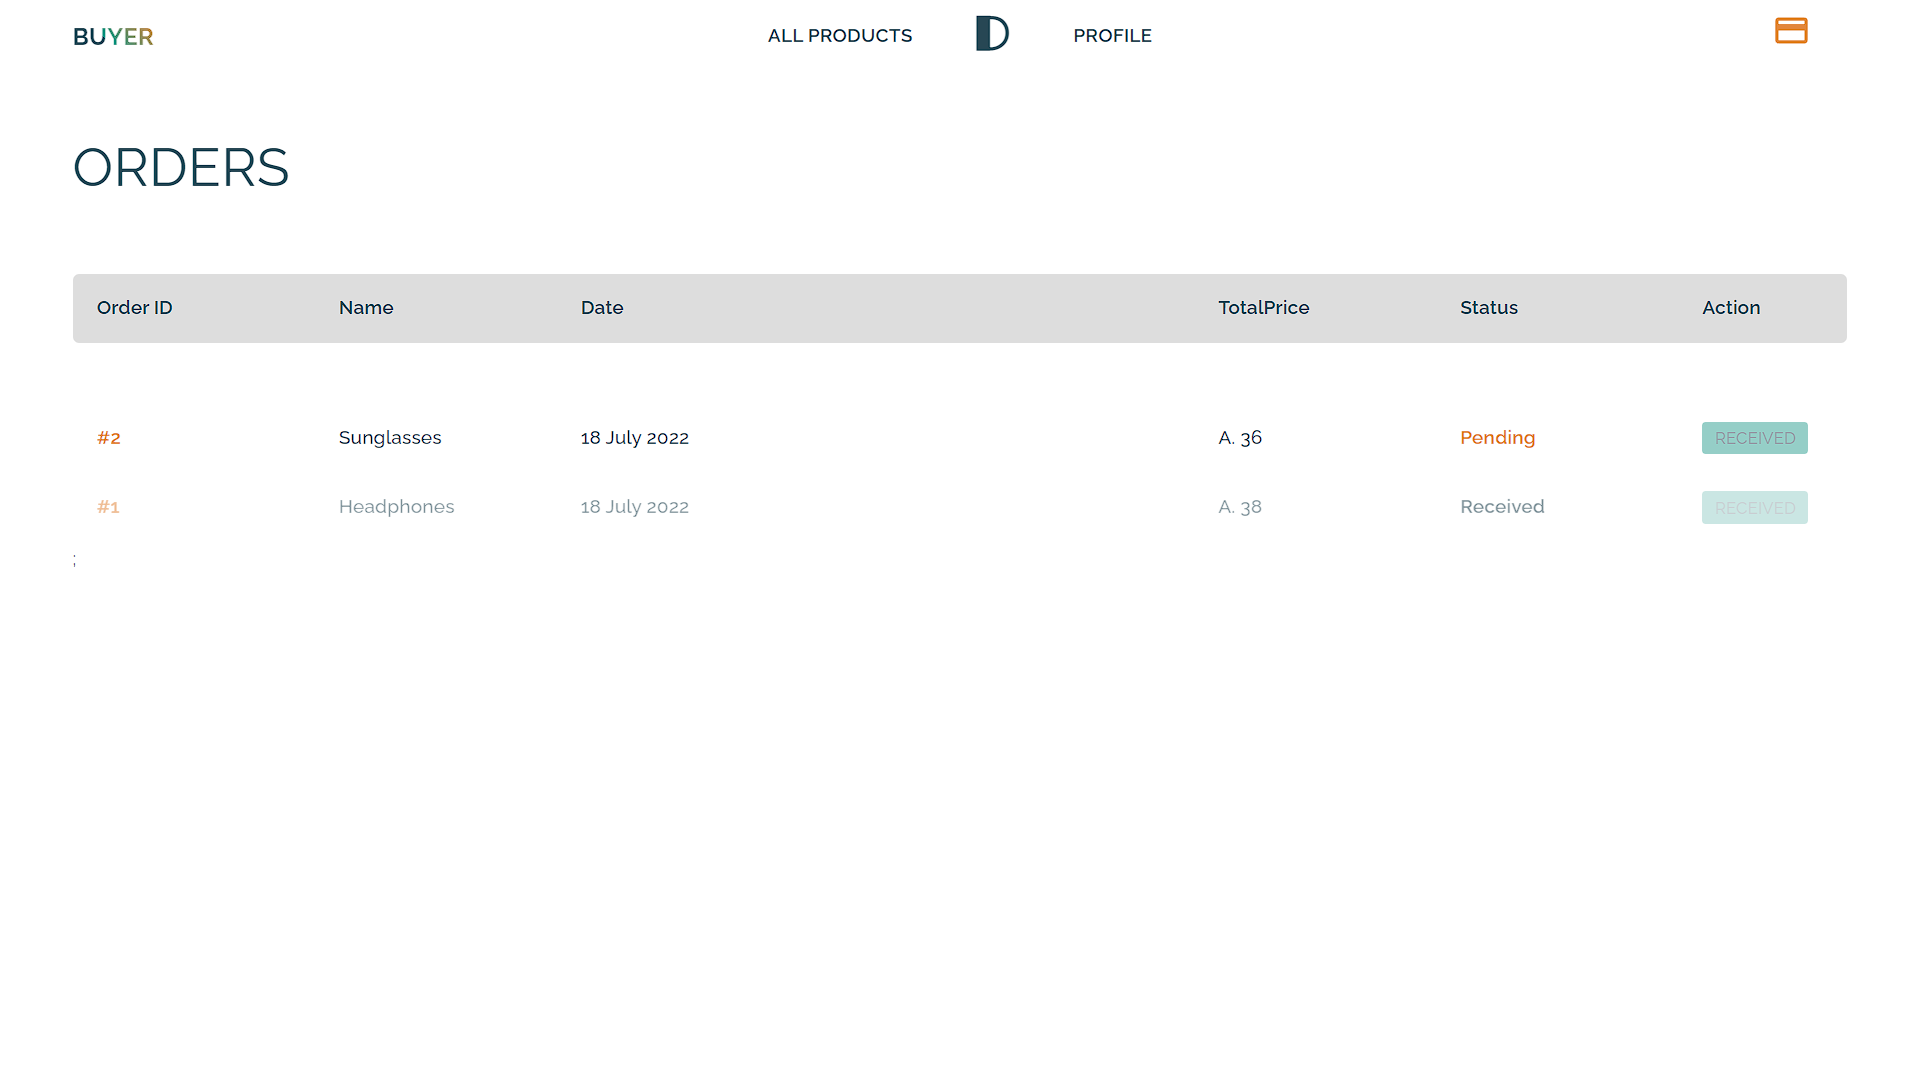 BUYER
ALL PRODUCTS
PROFILE
ORDERS
Order ID Name Date TotalPrice Status Action
#2 Sunglasses 18 July 2022 A. 36 Pending RECEIVED
#1 Headphones 18 July 2022 A. 38 Received RECEIVED
;